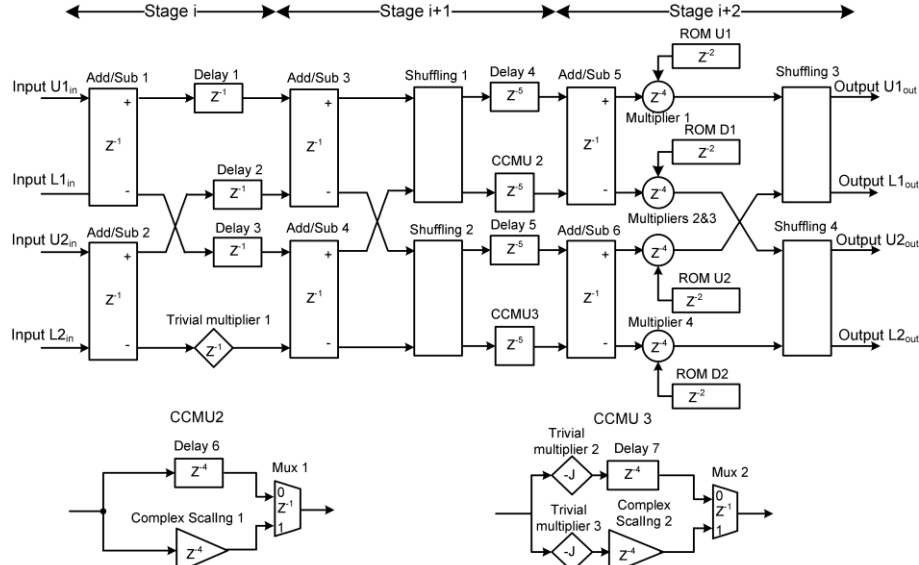 Stage i
Stage i+1
Stage i+2
ROM U1
Z-2
Input U1in
Add/Sub 1
Delay 1
Z-1
Add/Sub 3
Shuffling 1
Delay 4
Z-5
Add/Sub 5
Z-4
Multiplier 1
Shuffling 3
Output U1out
+
+
+
Z-1
Z-1
Z-1
ROM D1
Z-2
Delay 2
Z-1
CCMU 2
Z-5
Input L1in
-
-
-
Z-4
Output L1out
Multipliers 2&3
Input U2in
Add/Sub 2
Delay 3
Z-1
Add/Sub 4
Shuffling 2
Delay 5
Z-5
Add/Sub 6
Z-4
Shuffling 4
Output U2out
+
+
+
Z-1
Z-1
Z-1
ROM U2
Z-2
Trivial multiplier 1
Z-1
CCMU3
Z-5
Multiplier 4
Z-4
Input L2in
-
-
-
Output L2out
ROM D2
Z-2
CCMU2
Delay 6
Z-4
Mux 1
0
Z-1
1
Complex Scaling 1
Z-4
CCMU 3
Trivial multiplier 2
-J
Delay 7
Z-4
Mux 2
0
Z-1
1
Trivial multiplier 3
-J
Complex Scaling 2
Z-4